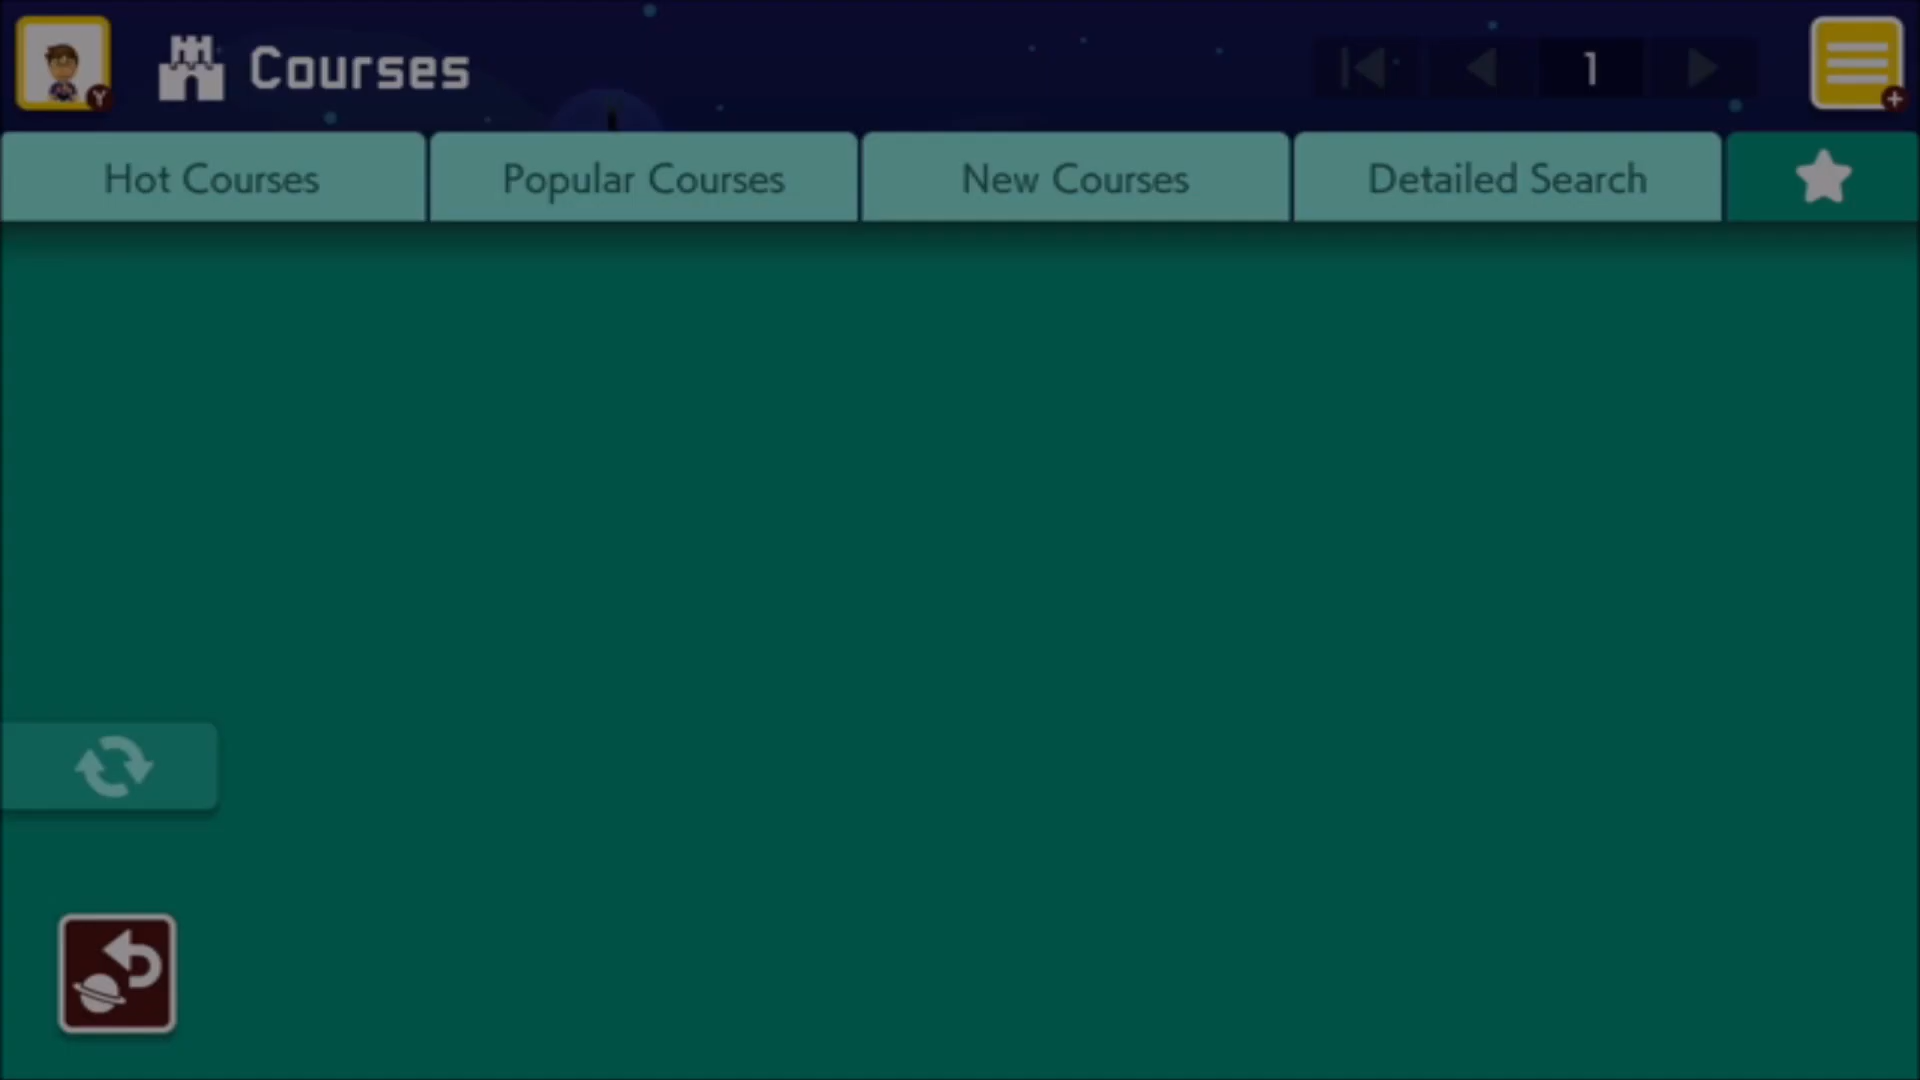 Courses
1
Y
+
Hot Courses
Popular Courses
New Courses
Detailed Search